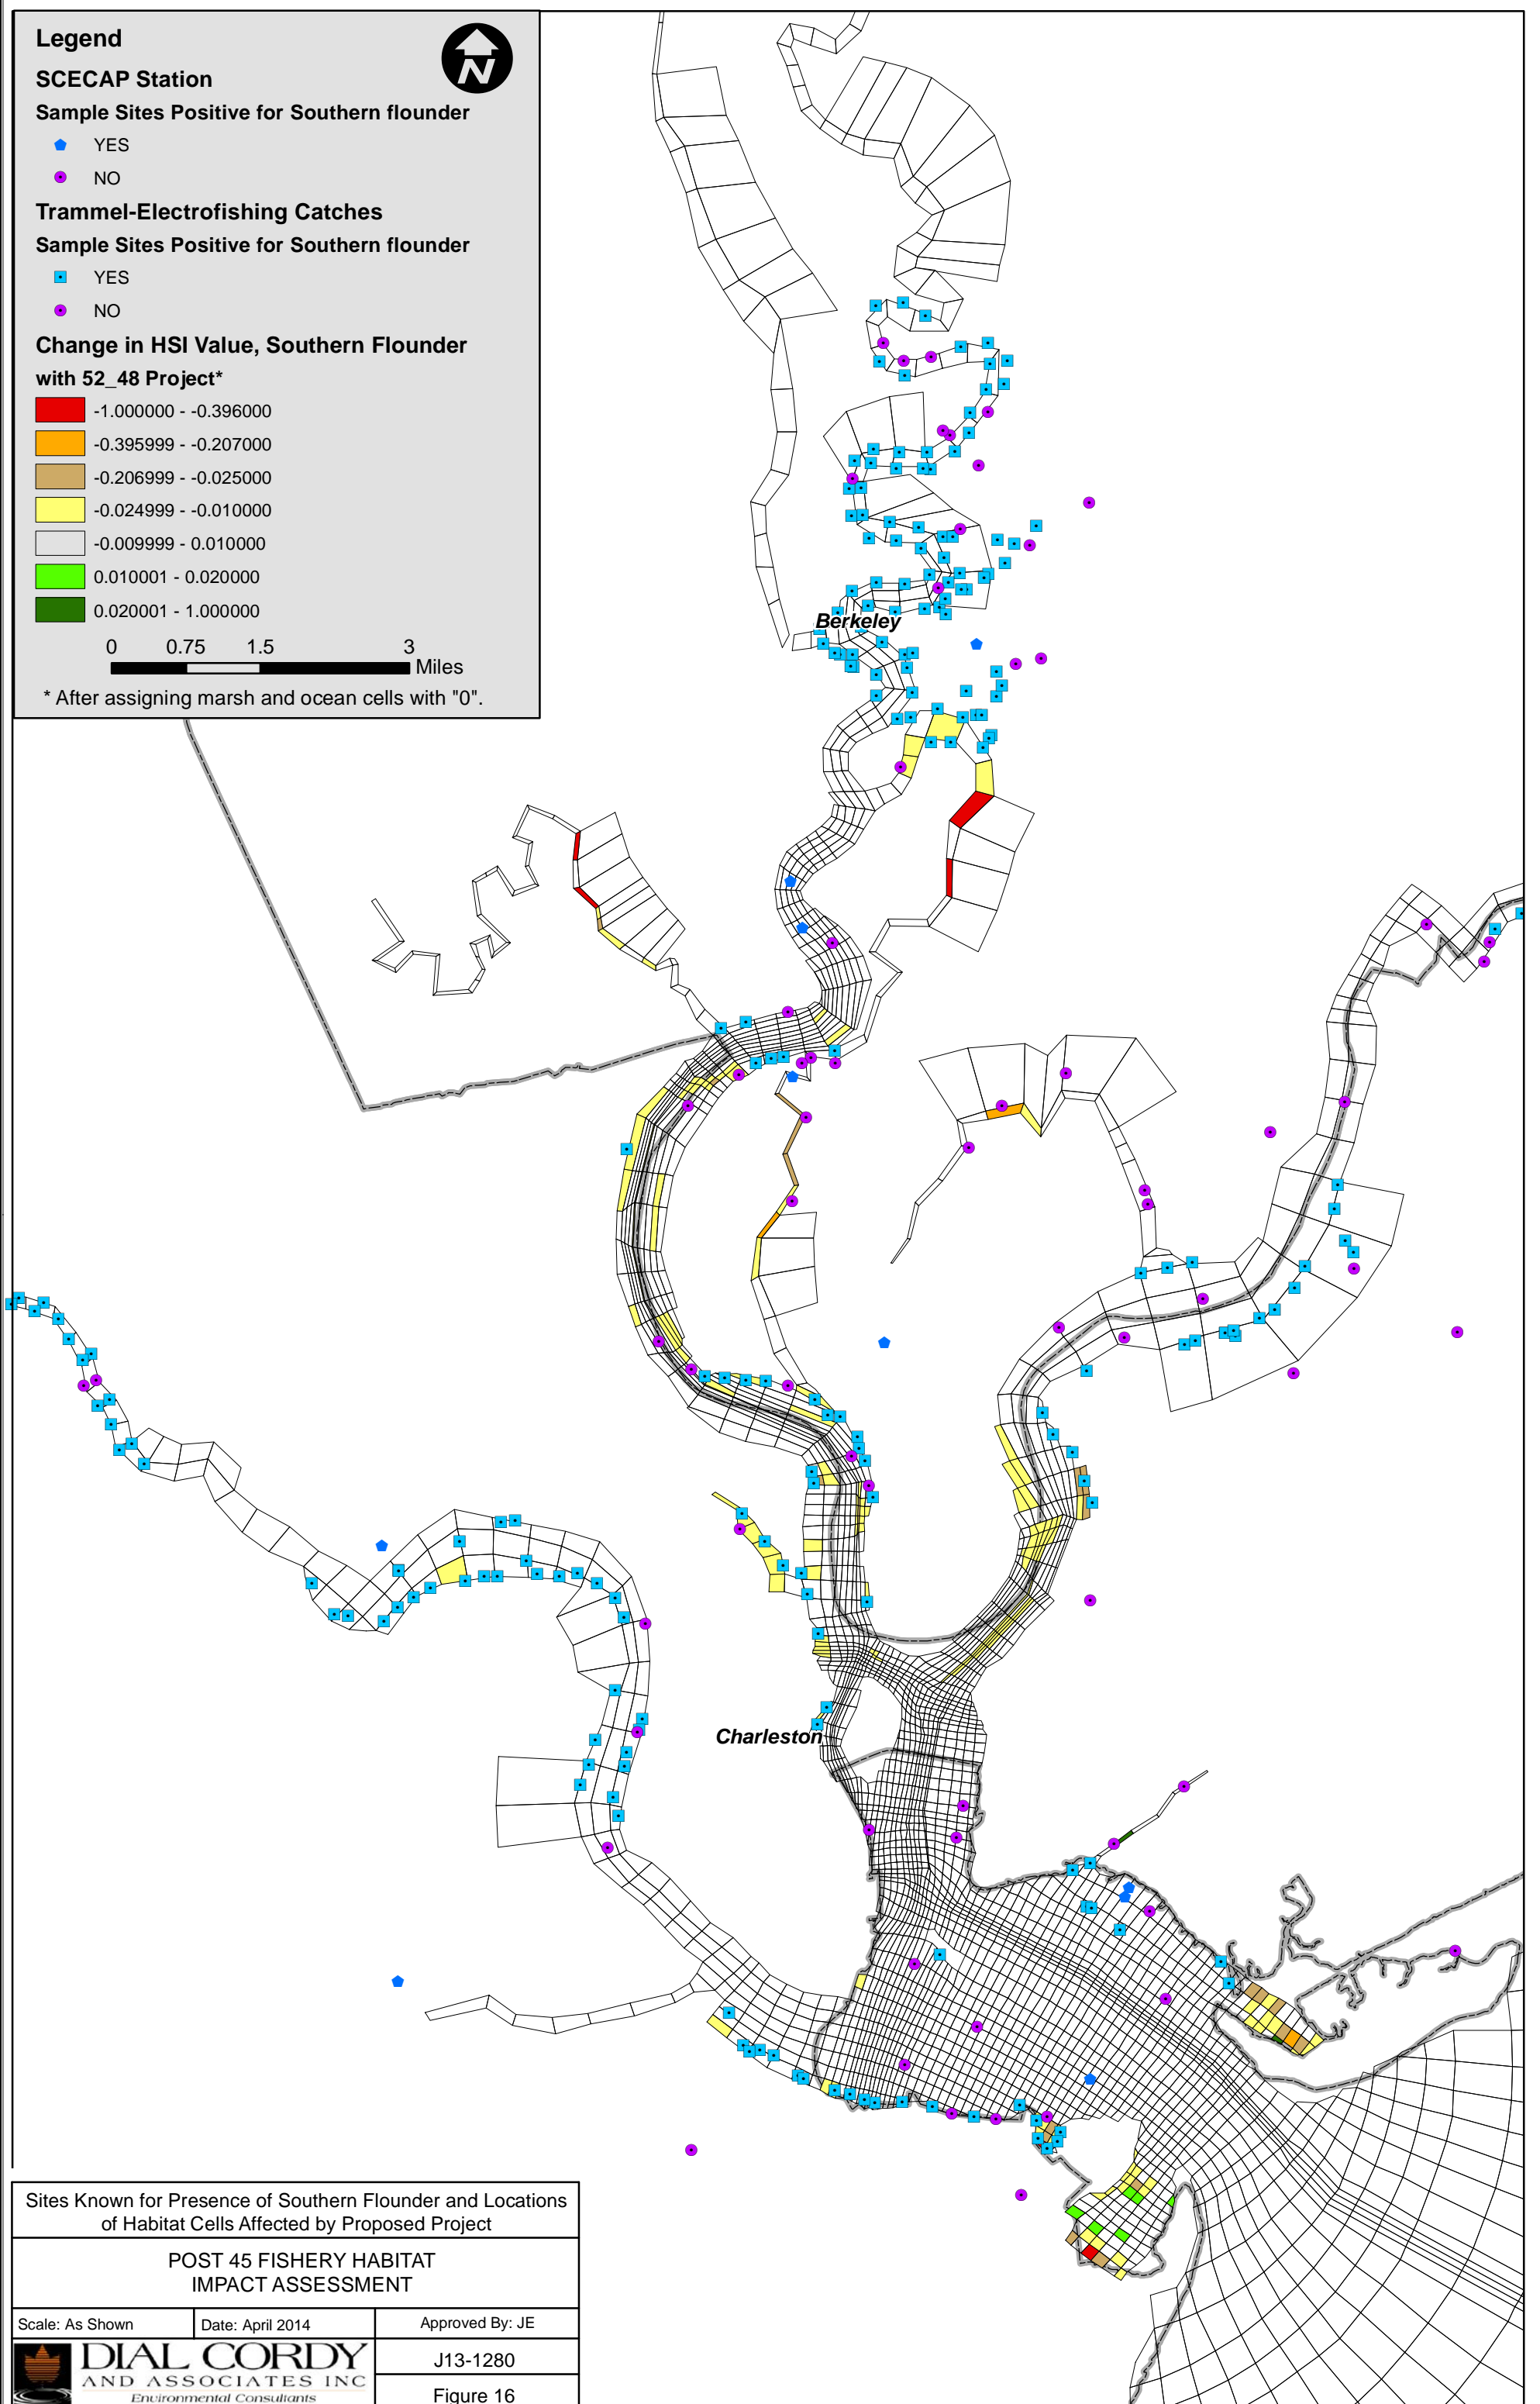 Legend
N
SCECAP Station
Sample Sites Positive for Southern flounder
YES
NO
Trammel-Electrofishing Catches
Sample Sites Positive for Southern flounder
YES
NO
Change in HSI Value, Southern Flounder
with 52_48 Project*
-1.000000 - -0.396000
-0.395999 - -0.207000
-0.206999 - -0.025000
-0.024999 - -0.010000
-0.009999 - 0.010000
0.010001 - 0.020000
0.020001 - 1.000000
0 0.75 1.5 3
Miles
* After assigning marsh and ocean cells with "0".
Berkeley
Charleston
Sites Known for Presence of Southern Flounder and Locations
of Habitat Cells Affected by Proposed Project
POST 45 FISHERY HABITAT
IMPACT ASSESSMENT
Scale: As Shown
Date: April 2014
Approved By: JE
DIAL CORDY
AND ASSOCIATES INC
Environmental Consultants
J13-1280
Figure 16